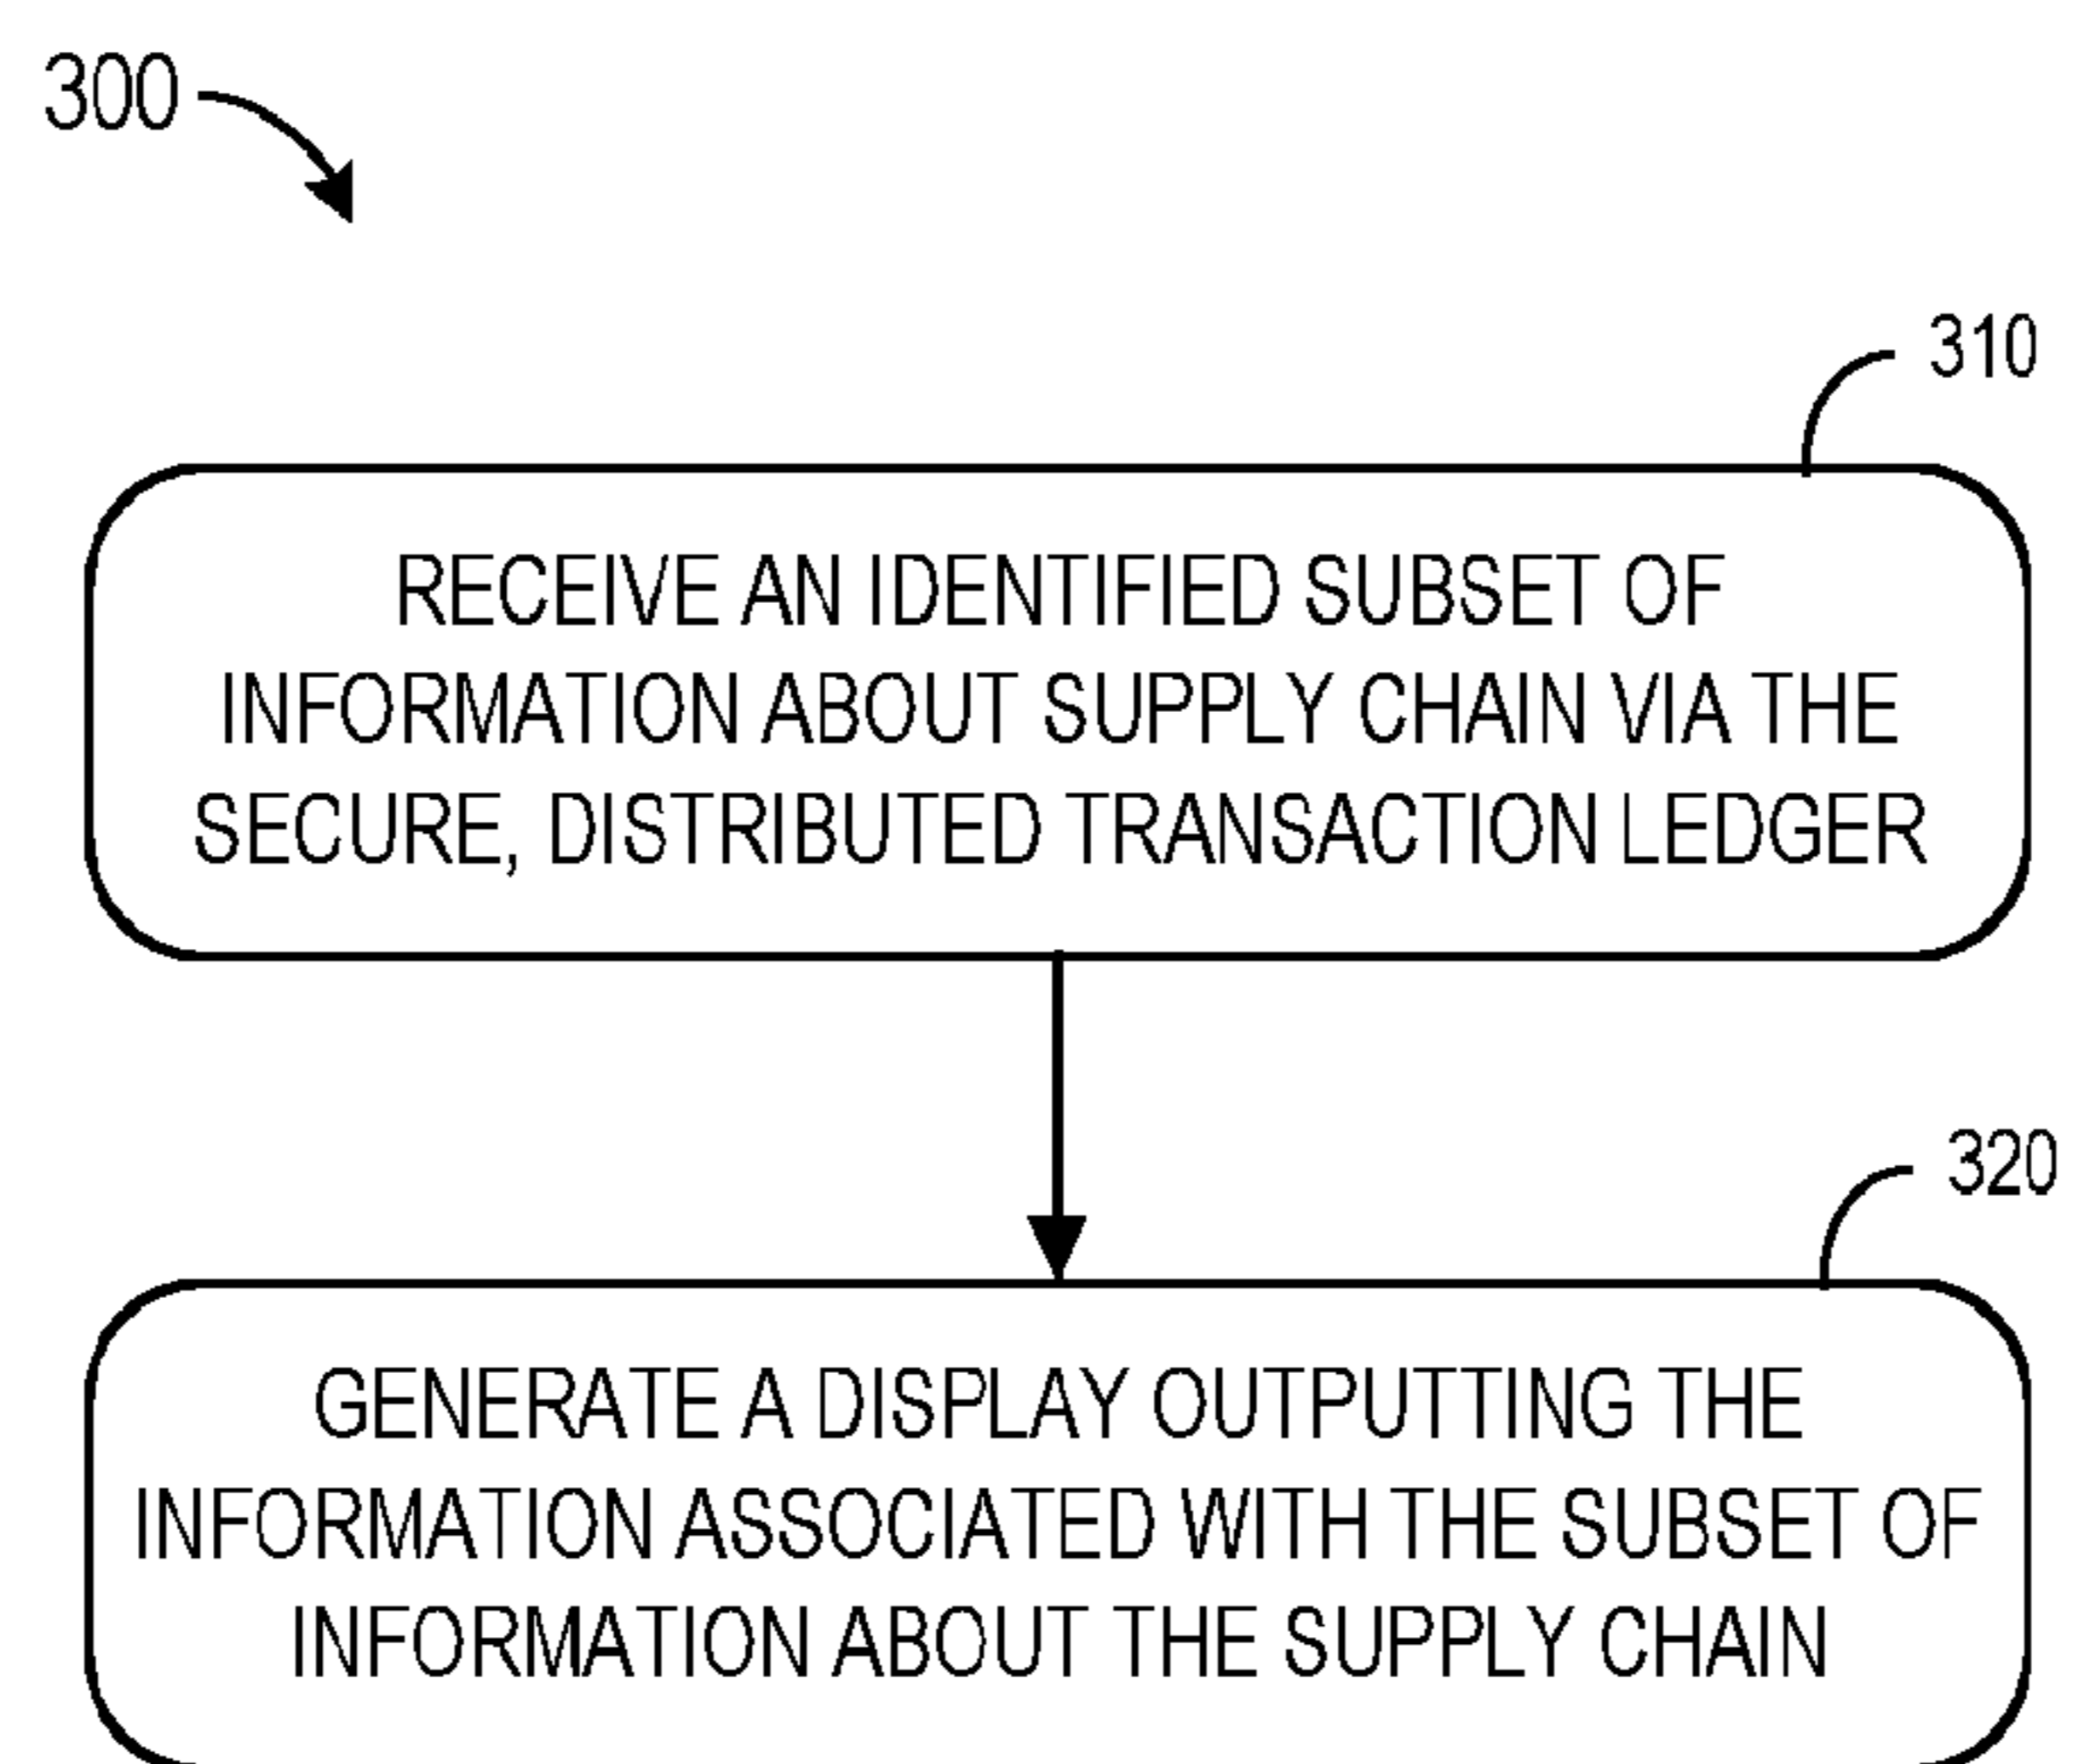 300
310
RECEIVE AN IDENTIFIED SUBSET OF
INFORMATION ABOUT SUPPLY CHAIN VIA THE
SECURE, DISTRIBUTED TRANSACTION LEDGER
320
GENERATE A DISPLAY OUTPUTTING THE
INFORMATION ASSOCIATED WITH THE SUBSET OF
INFORMATION ABOUT THE SUPPLY CHAIN